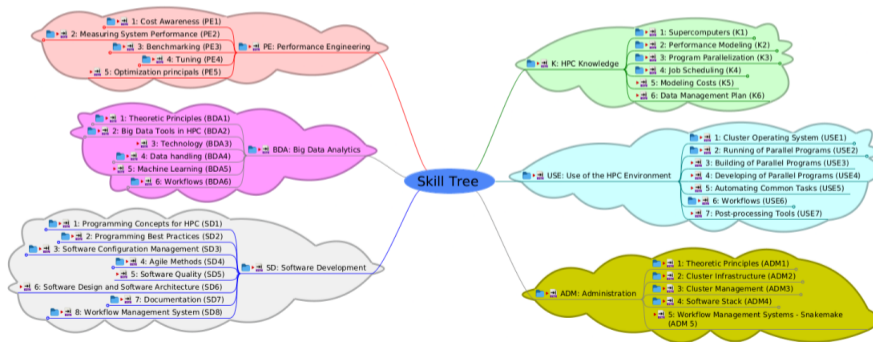 1: Cost Awareness (PE1)
2: Measuring System Performance (PE2)
3: Benchmarking (PE3)
4: Tuning (PE4)
5: Optimization principals (PE5)
PE: Performance Engineering
1: Theoretic Principles (BDA1)
2: Big Data Tools in HPC (BDA2)
3: Technology (BDA3)
4: Data handling (BDA4)
5: Machine Learning (BDA5)
6: Workflows (BDA6)
BDA: Big Data Analytics
1: Programming Concepts for HPC (SD1)
2: Programming Best Practices (SD2)
3: Software Configuration Management (SD3)
4: Agile Methods (SD4)
5: Software Quality (SD5)
6: Software Design and Software Architecture (SD6)
7: Documentation (SD7)
8: Workflow Management System (SD8)
SD: Software Development
Skill Tree
K: HPC Knowledge
1: Supercomputers (K1)
2: Performance Modeling (K2)
3: Program Parallelization (K3)
4: Job Scheduling (K4)
5: Modeling Costs (K5)
6: Data Management Plan (K6)
USE: Use of the HPC Environment
1: Cluster Operating System (USE1)
2: Running of Parallel Programs (USE2)
3: Building of Parallel Programs (USE3)
4: Developing of Parallel Programs (USE4)
5: Automating Common Tasks (USE5)
6: Workflows (USE6)
7: Post-processing Tools (USE7)
ADM: Administration
1: Theoretic Principles (ADM1)
2: Cluster Infrastructure (ADM2)
3: Cluster Management (ADM3)
4: Software Stack (ADM4)
5: Workflow Management Systems - Snakemake
(ADM 5)